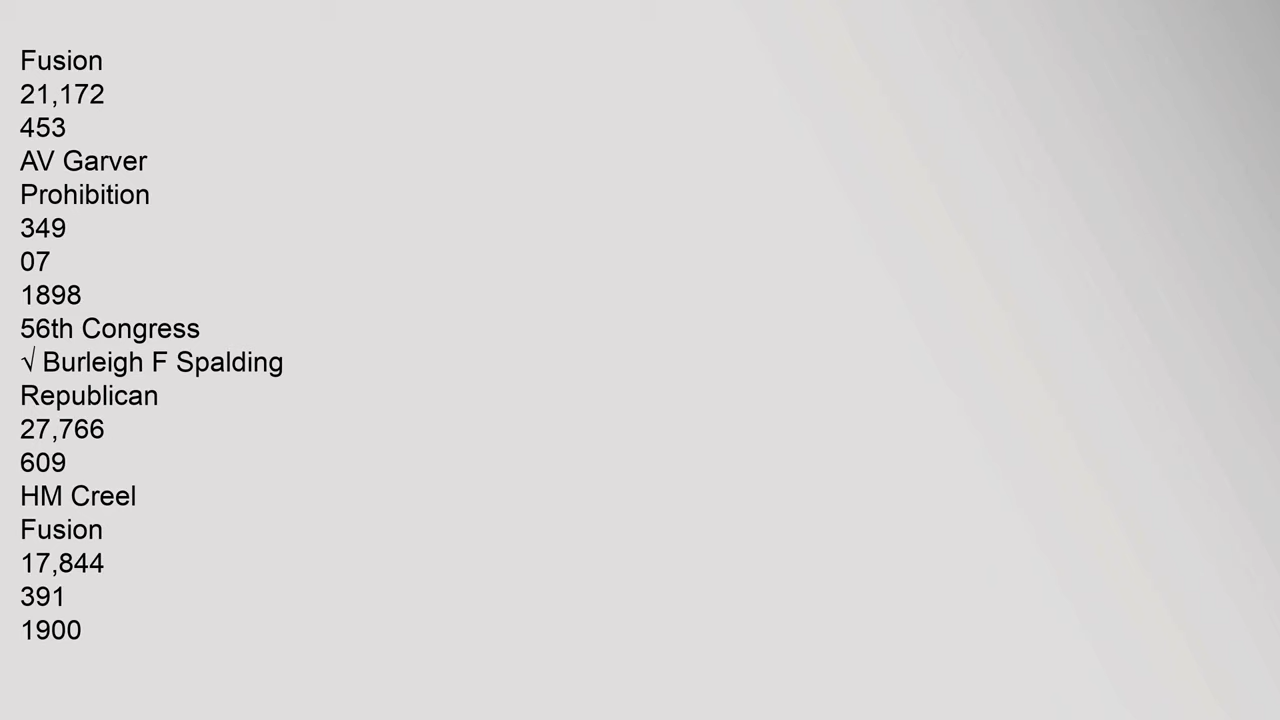 Fusion
21,172
453
AV Garver
Prohibition
349
07
1898
56th Congress
√ Burleigh F Spalding
Republican
27,766
609
HM Creel
Fusion
17,844
391
1900